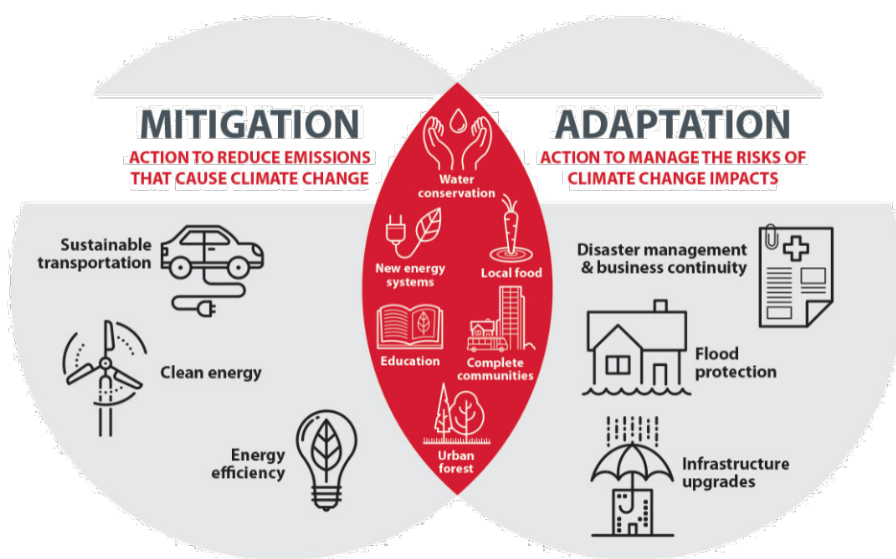 MITIGATION
ACTION TO REDUCE EMISSIONS
THAT CAUSE CLIMATE CHANGE
Sustainable
transportation
Clean energy
Energy
efficiency
Water
conservation
New energy
systems
Local food
Education
Complete
communities
Urban
forest
ADAPTATION
ACTION TO MANAGE THE RISKS OF
CLIMATE CHANGE IMPACTS
Disaster management
& business continuity
Flood
protection
Infrastructure
upgrades